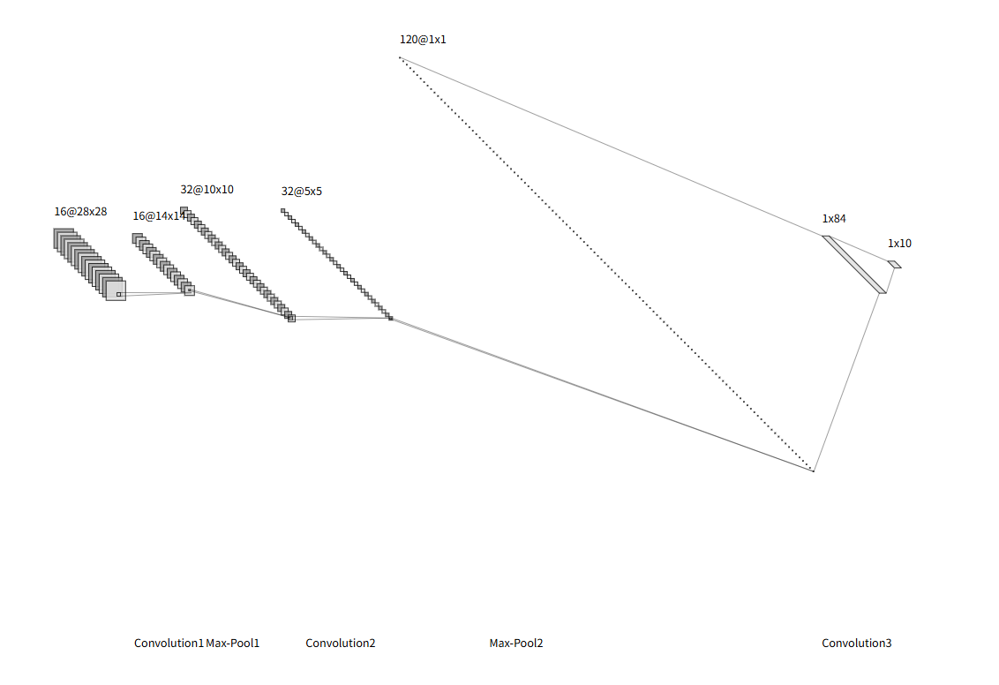 120@1x1
32@10x10
32@5x5
16@28x28
16@14x14
1x84
1x10
Convolution1
Max-Pool1
Convolution2
Max-Pool2
Convolution3